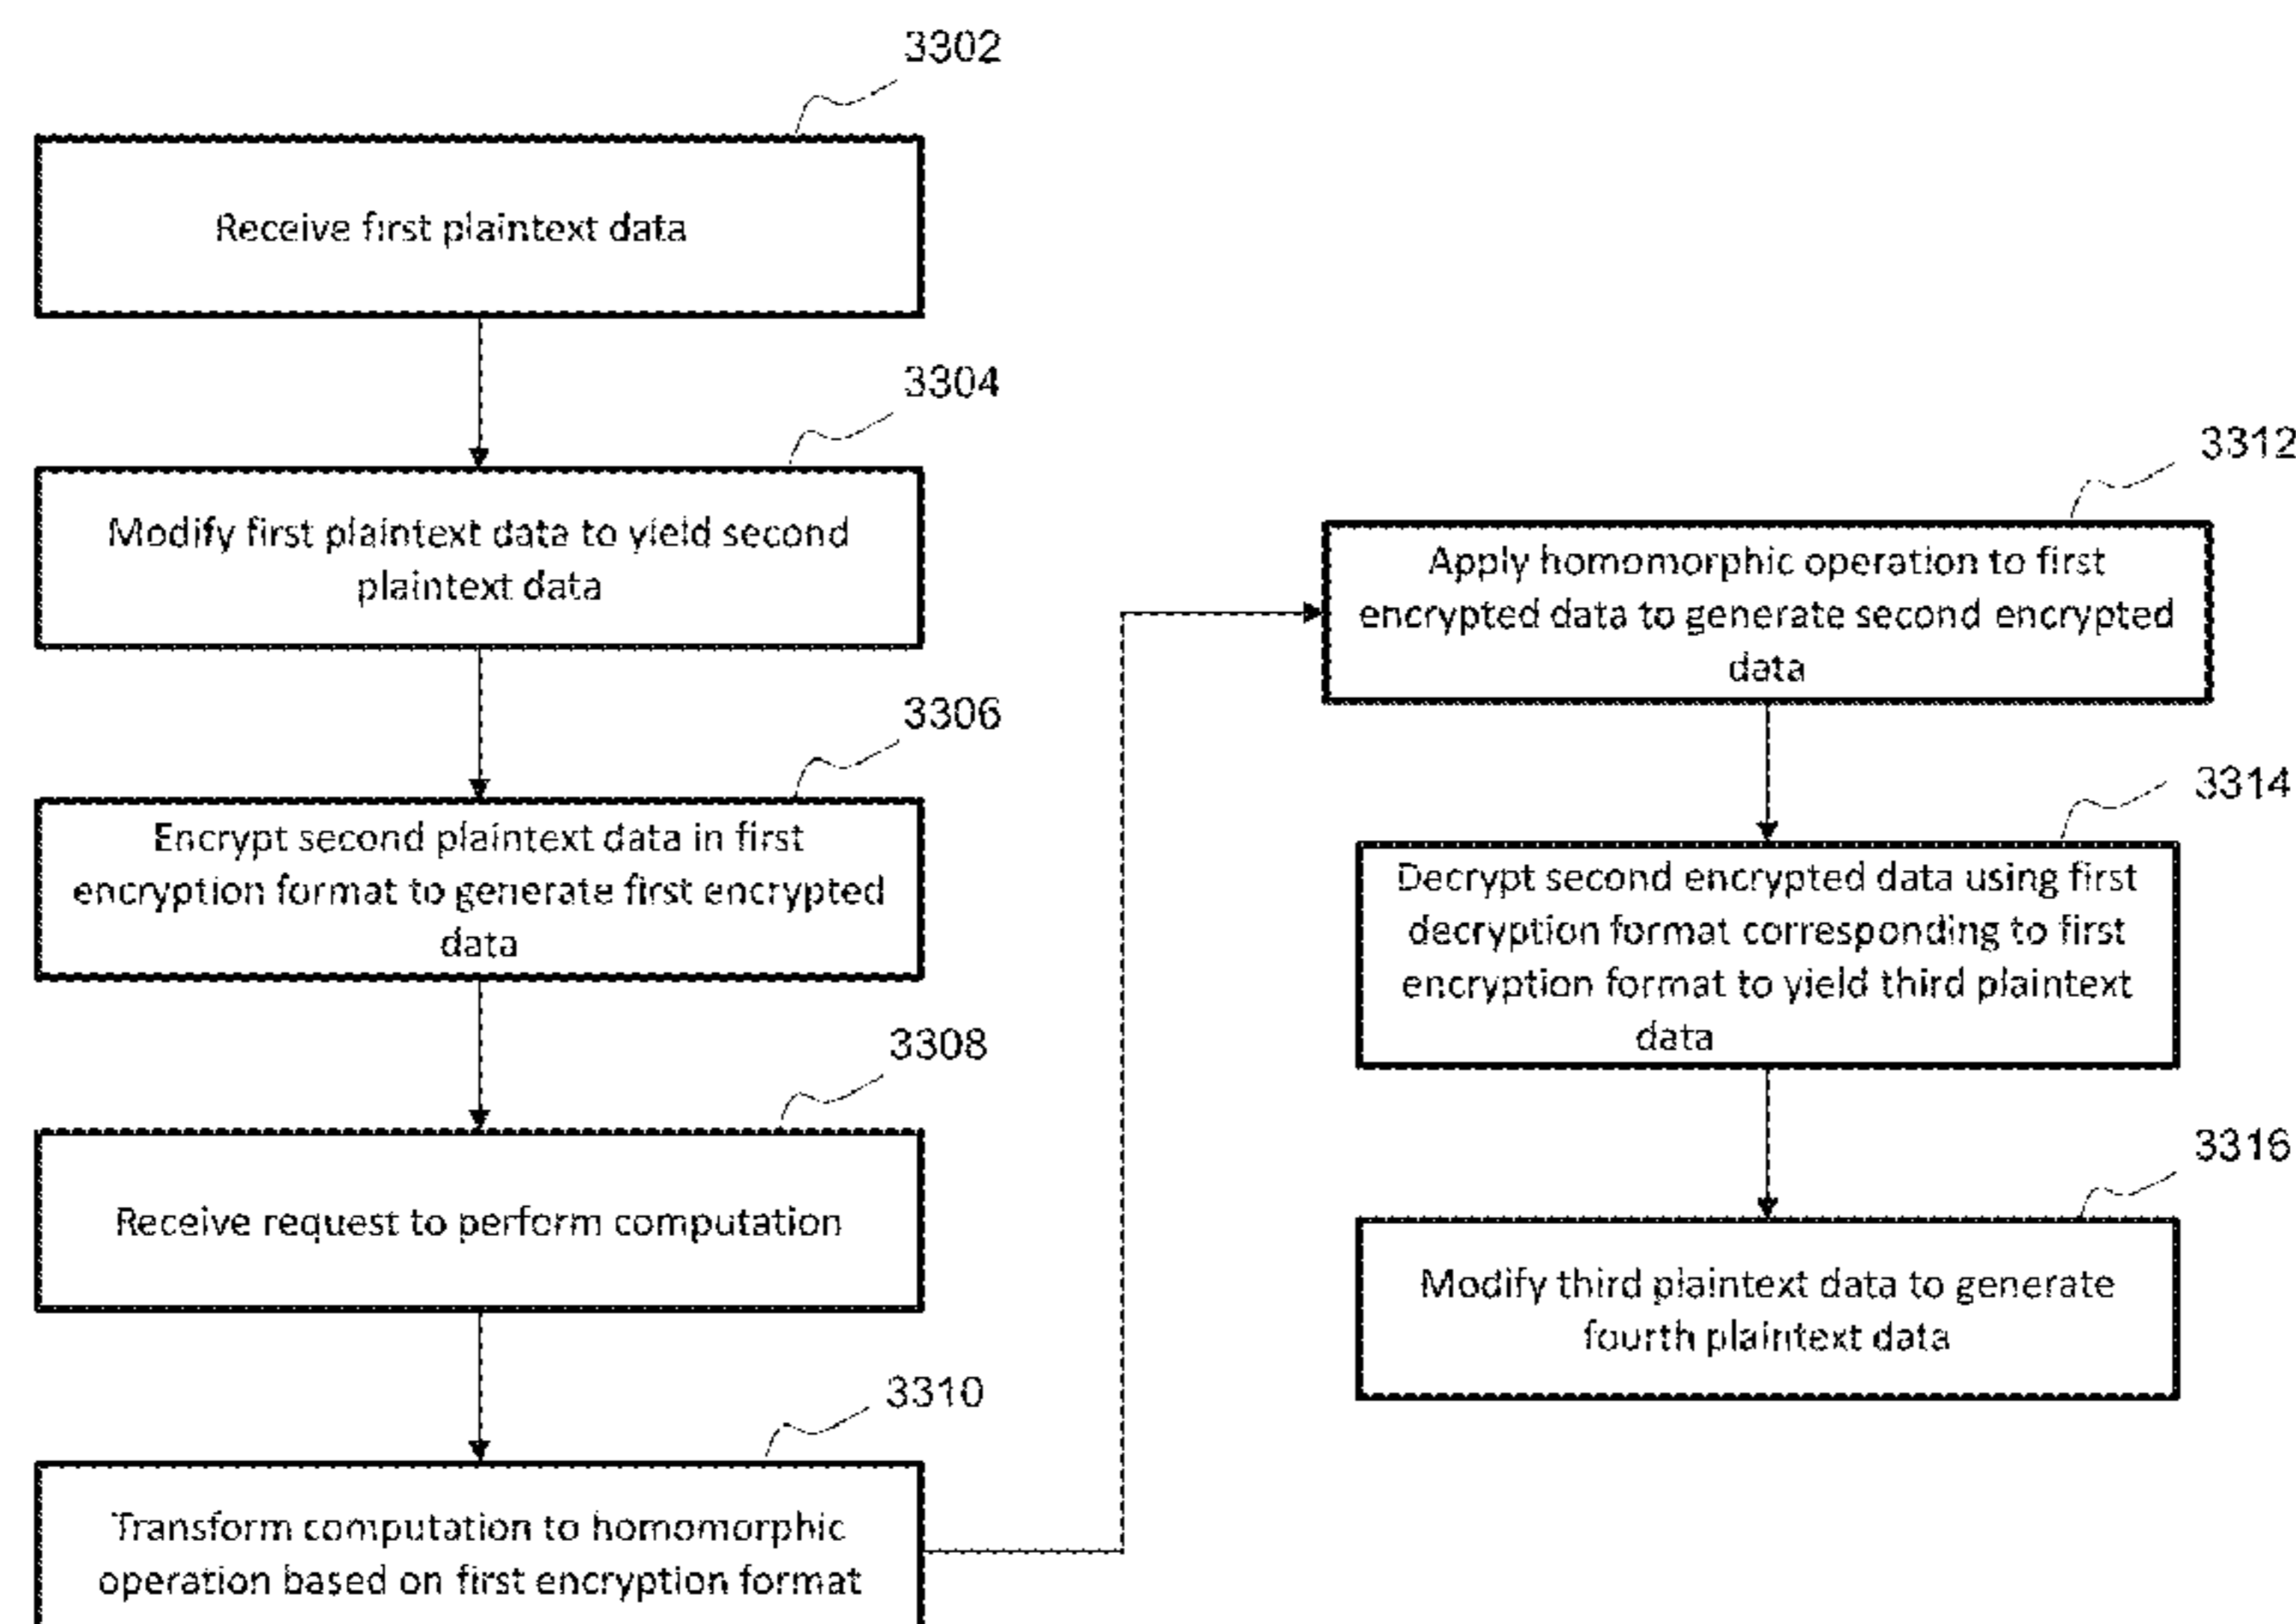 3302
Receive first plaintext data
3304
Modify first plaintext data to yield second
plaintext data
3306
Encrypt second plaintext data in first
encryption format to generate first encrypted
data
3308
Receive request to perform computation
3310
Transform computation to homomorphic
operation based on first encryption format
3312
Apply homomorphic operation to first
encrypted data to generate second encrypted
data
3314
Decrypt second encrypted data using first
decryption format corresponding to first
encryption format to yield third plaintext
data
3316
Modify third plaintext data to generate
fourth plaintext data